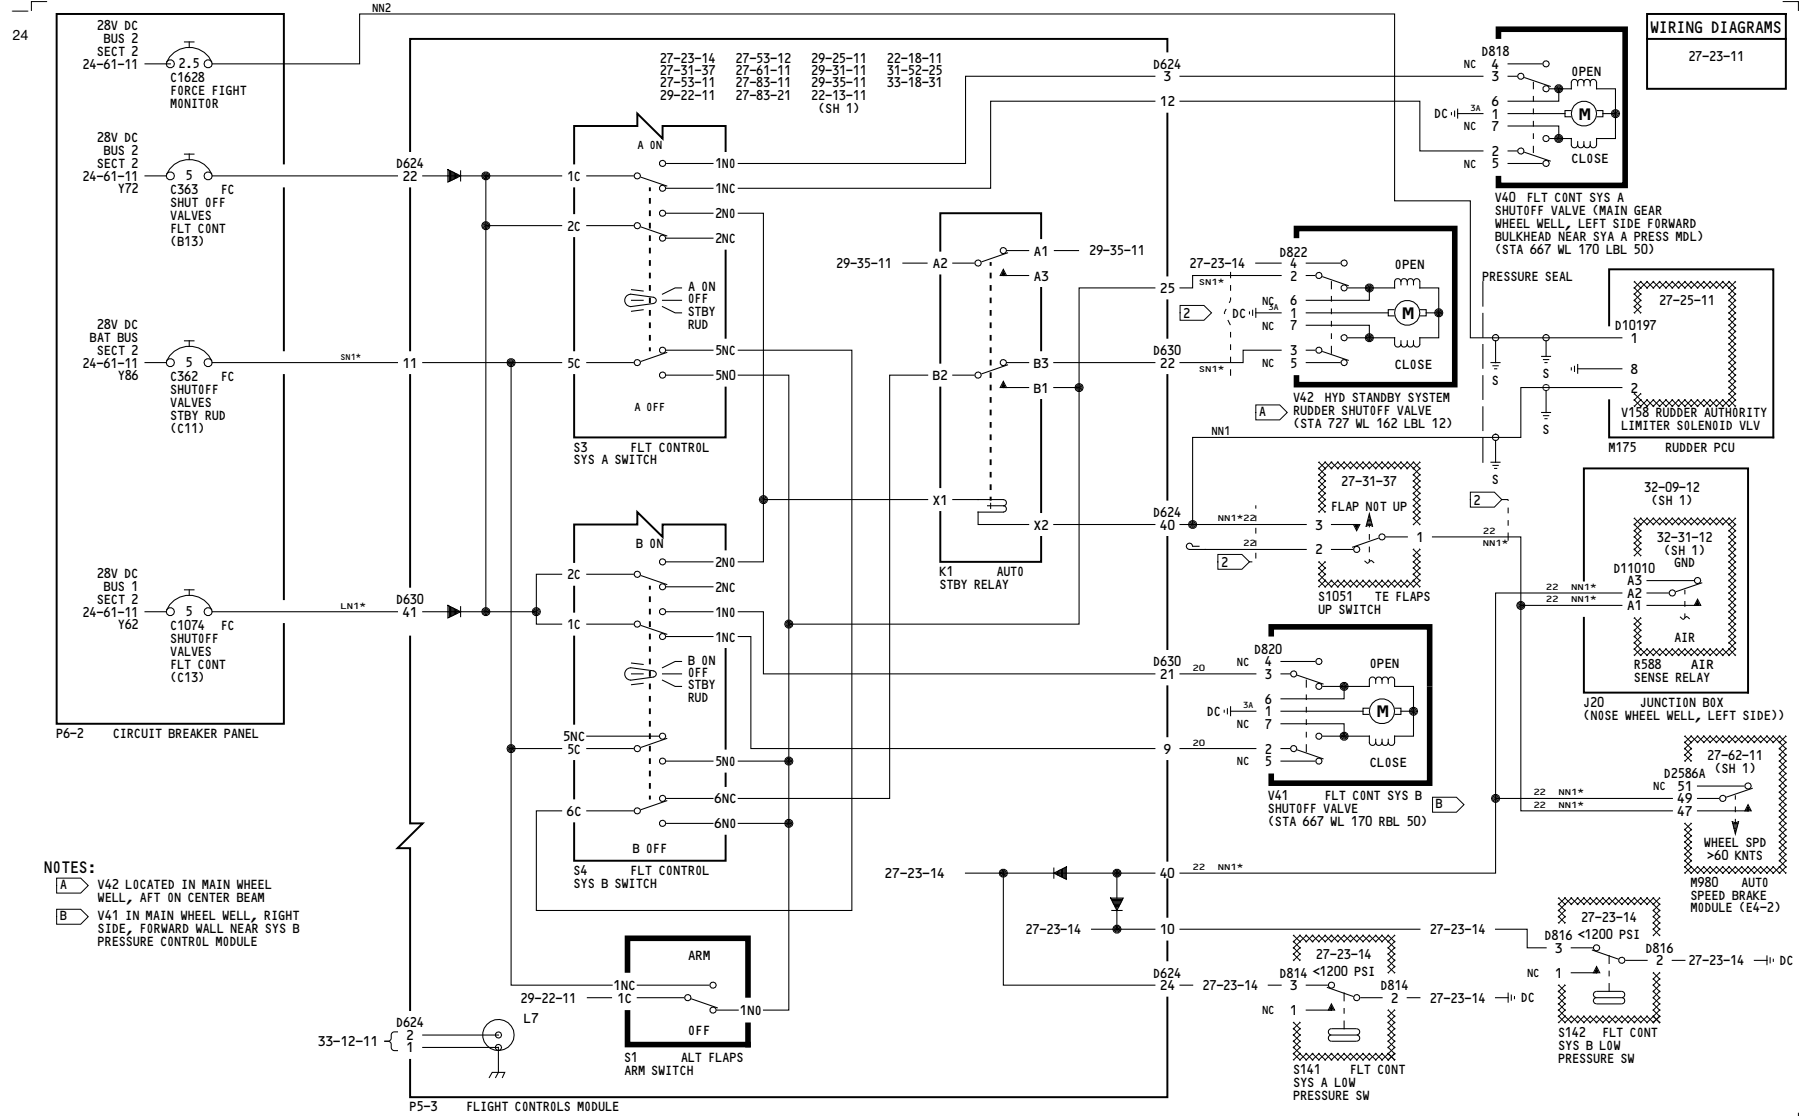 24
WIRING DIAGRAMS
27-23-11
NN2
28V DC
BUS 2
SECT 2
24-61-11
2.5
C1628
FORCE FIGHT
MONITOR
28V DC
BUS 2
SECT 2
24-61-11
Y72
5
C363 FC
SHUT OFF
VALVES
FLT CONT
(B13)
28V DC
BAT BUS
SECT 2
24-61-11
Y86
5
C362 FC
SHUTOFF
VALVES
STBY RUD
(C11)
28V DC
BUS 1
SECT 2
24-61-11
Y62
5
C1074 FC
SHUTOFF
VALVES
FLT CONT
(C13)
P6-2 CIRCUIT BREAKER PANEL
D624
22
SN1*
11
LN1*
D630
41
NOTES:
A V42 LOCATED IN MAIN WHEEL
WELL, AFT ON CENTER BEAM
B V41 IN MAIN WHEEL WELL, RIGHT
SIDE, FORWARD WALL NEAR SYS B
PRESSURE CONTROL MODULE
33-12-11
D624
2
1
L7
P5-3 FLIGHT CONTROLS MODULE
27-23-14 27-53-12 29-25-11 22-18-11
27-31-37 27-61-11 29-31-11 31-52-25
27-53-11 27-83-11 29-35-11 33-18-31
29-22-11 27-83-21 22-13-11
(SH 1)
A ON
1C
1NO
1NC
2NO
2C
2NC
A ON
OFF
STBY
RUD
5NC
5C
5NO
A OFF
S3 FLT CONTROL
SYS A SWITCH
B ON
2NO
2C
2NC
1NO
1C
1NC
B ON
OFF
STBY
RUD
5NC
5C
5NO
6NC
6C
6NO
B OFF
S4 FLT CONTROL
SYS B SWITCH
ARM
1NC
29-22-11
1C
1NO
OFF
S1 ALT FLAPS
ARM SWITCH
29-35-11
A2
A1
29-35-11
A3
B2
B3
B1
X1
X2
K1 AUTO
STBY RELAY
D624
3
12
25
D630
22
D624
40
D630
21
9
40
10
D624
24
27-23-14
27-23-14
D818
NC 4
3
6
DC 3A 1
NC 7
2
NC 5
OPEN
M
CLOSE
V40 FLT CONT SYS A
SHUTOFF VALVE (MAIN GEAR
WHEEL WELL, LEFT SIDE FORWARD
BULKHEAD NEAR SYA A PRESS MDL)
(STA 667 WL 170 LBL 50)
D822
27-23-14 4
SN1* 2
NC 6
2
DC 3A 1
NC 7
3
NC 5
SN1*
OPEN
M
CLOSE
V42 HYD STANDBY SYSTEM
A RUDDER SHUTOFF VALVE
(STA 727 WL 162 LBL 12)
PRESSURE SEAL
27-25-11
D10197
1
8
2
S
S
S
S
V158 RUDDER AUTHORITY
LIMITER SOLENOID VLV
M175 RUDDER PCU
NN1
27-31-37
FLAP NOT UP
NN1*22 3
22 2
1
22
NN1*
2
2
S1051 TE FLAPS
UP SWITCH
32-09-12
(SH 1)
32-31-12
(SH 1)
GND
D11010
A3
22 NN1* A2
22 NN1* A1
AIR
R588 AIR
SENSE RELAY
J20 JUNCTION BOX
(NOSE WHEEL WELL, LEFT SIDE))
D820
20
NC 4
3
6
DC 3A 1
NC 7
20 2
NC 5
OPEN
M
CLOSE
V41 FLT CONT SYS B
SHUTOFF VALVE
(STA 667 WL 170 RBL 50)
B
27-62-11
(SH 1)
D2586A
NC 51
22 NN1* 49
22 NN1* 47
WHEEL SPD
>60 KNTS
M980 AUTO
SPEED BRAKE
MODULE (E4-2)
22 NN1*
27-23-14
27-23-14
D816 <1200 PSI
3
D816
2 27-23-14 DC
NC 1
S142 FLT CONT
SYS B LOW
PRESSURE SW
27-23-14
27-23-14
D814 <1200 PSI
3
D814
2 27-23-14 DC
NC 1
S141 FLT CONT
SYS A LOW
PRESSURE SW